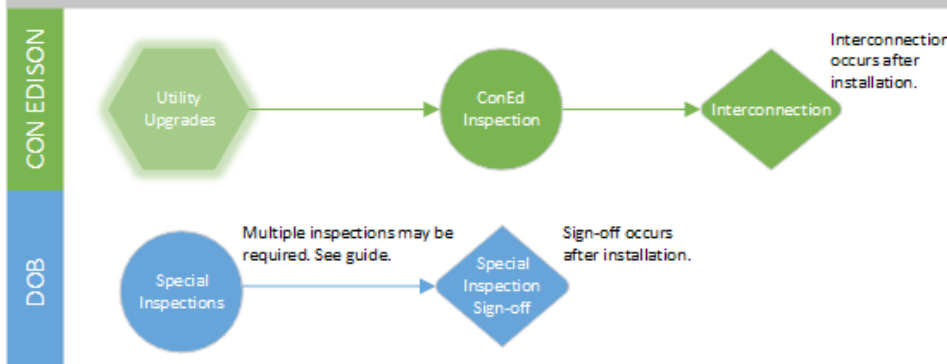 CON EDISON
Utility
Upgrades
ConEd
Inspection
Interconnection
Interconnection
occurs after
installation.
DOB
Special
Inspections
Multiple inspections may be
required. See guide.
Special
Inspection
Sign-off
Sign-off occurs
after installation.